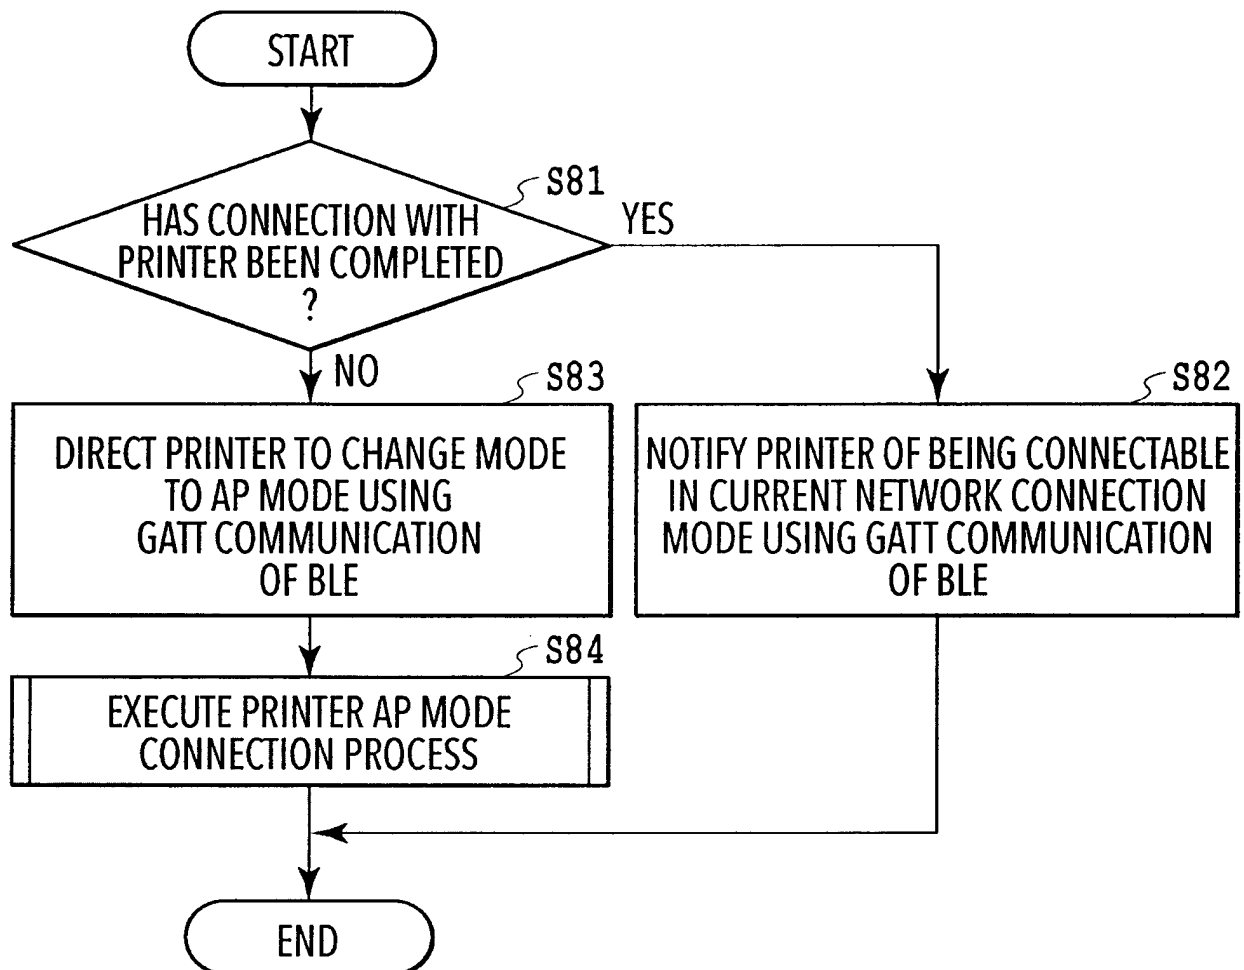 START
S81
HAS CONNECTION WITH
PRINTER BEEN COMPLETED
?
YES
NO
S83
DIRECT PRINTER TO CHANGE MODE
TO AP MODE USING
GATT COMMUNICATION
OF BLE
S82
NOTIFY PRINTER OF BEING CONNECTABLE
IN CURRENT NETWORK CONNECTION
MODE USING GATT COMMUNICATION
OF BLE
S84
EXECUTE PRINTER AP MODE
CONNECTION PROCESS
END